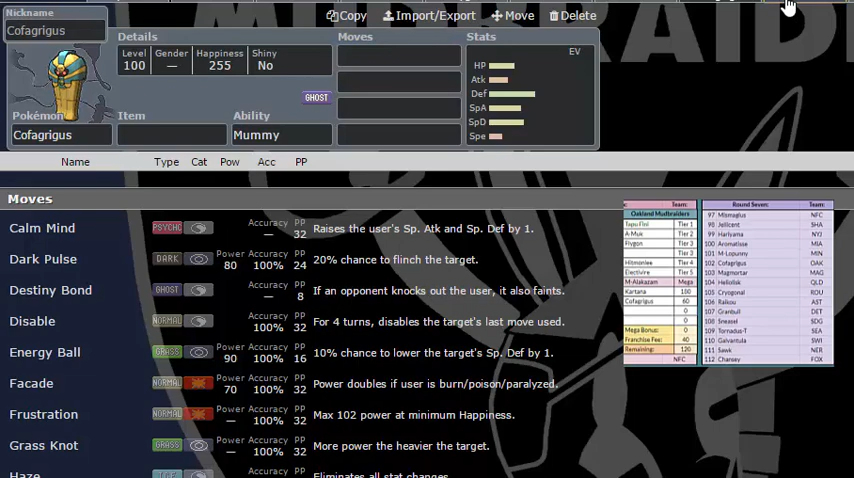 MUDBRAIDE
Nickname
Cofagrigus
Copy Import/Export Move Delete
Details
Level Gender Happiness Shiny
100 — 255 No
GHOST
Pokémon Item Ability
Cofagrigus Mummy
Moves
Stats
EV
HP
Atk
Def
SpA
SpD
Spe
Name Type Cat Pow Acc PP
Moves
Calm Mind PSYCHC Accuracy — PP 32 Raises the user's Sp. Atk and Sp. Def by 1.
Dark Pulse DARK Power 80 Accuracy 100% PP 24 20% chance to flinch the target.
Destiny Bond GHOST Accuracy — PP 8 If an opponent knocks out the user, it also faints.
Disable NORMAL Accuracy 100% PP 32 For 4 turns, disables the target's last move used.
Energy Ball GRASS Power 90 Accuracy 100% PP 16 10% chance to lower the target's Sp. Def by 1.
Facade NORMAL Power 70 Accuracy 100% PP 32 Power doubles if user is burn/poison/paralyzed.
Frustration NORMAL Power — Accuracy 100% PP 32 Max 102 power at minimum Happiness.
Grass Knot GRASS Power — Accuracy 100% PP 32 More power the heavier the target.
Haze ICE Accuracy PP Eliminates all stat changes.
Team:
Oakland Mudbraiders
Tapu Fini Tier 1
A-Muk Tier 2
Flygon Tier 3
Hitmonlee Tier 4
Electivire Tier 5
M-Alakazam Mega
Kartana 180
Cofagrigus 60
0
0
Mega Bonus: 0
Franchise Fee: 40
Remaining: 120
NFC
Round Seven: Team:
97 Mismagius NFC
98 Jellicent SHA
99 Hariyama NYJ
100 Aromatisse MIA
101 M-Lopunny MIN
102 Cofagrigus OAK
103 Magmortar MAG
104 Heliolisk QLD
105 Cryogonal ROU
106 Raikou AST
107 Granbull DET
108 Sneasel SDG
109 Tornadus-T SEA
110 Galvantula SWI
111 Sawk NER
112 Chansey FOX